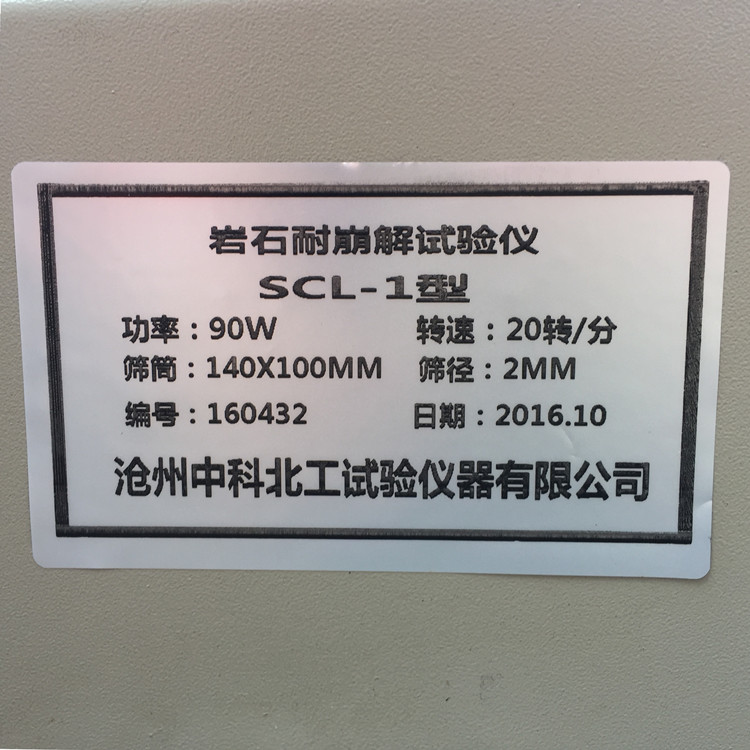 岩石耐崩解试验仪
SCL-1型
功率：90W 转速：20转/分
筛筒：140X100MM 筛径：2MM
编号：160432 日期：2016.10
沧州中科北工试验仪器有限公司